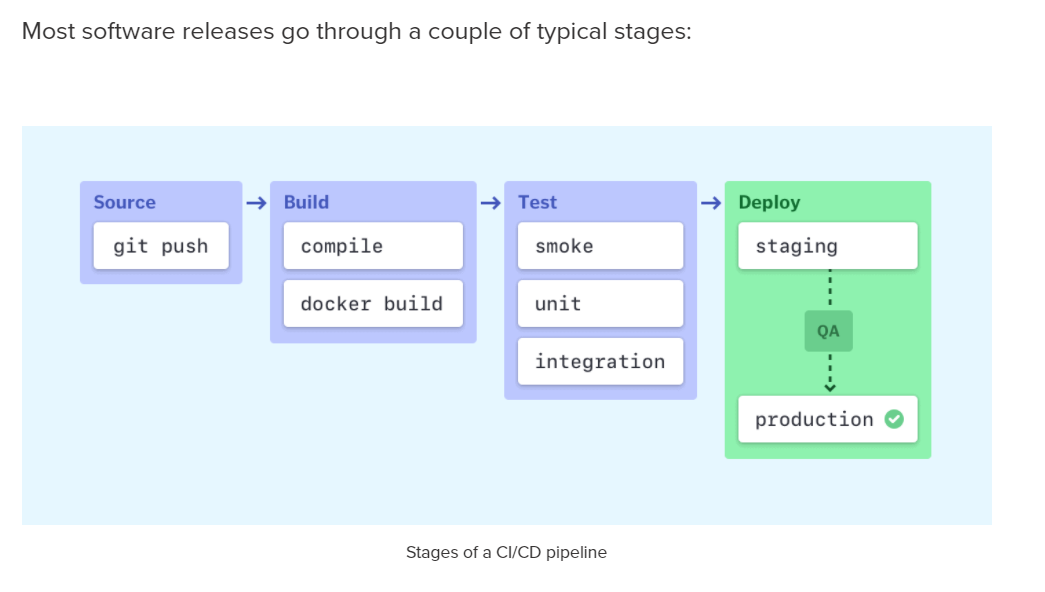 Most software releases go through a couple of typical stages:
Source
git push
Build
compile
docker build
Test
smoke
unit
integration
Deploy
staging
QA
production
Stages of a CI/CD pipeline